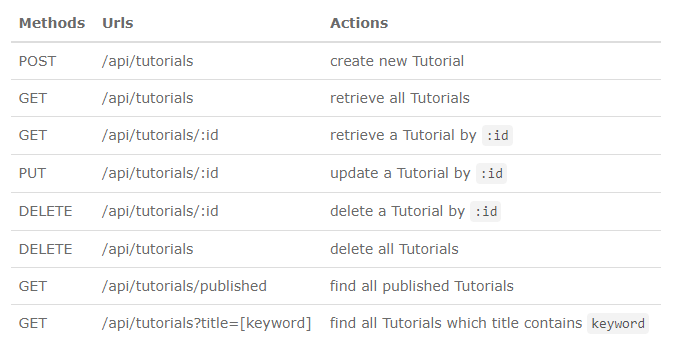 Methods Urls Actions
POST /api/tutorials create new Tutorial
GET /api/tutorials retrieve all Tutorials
GET /api/tutorials/:id retrieve a Tutorial by :id
PUT /api/tutorials/:id update a Tutorial by :id
DELETE /api/tutorials/:id delete a Tutorial by :id
DELETE /api/tutorials delete all Tutorials
GET /api/tutorials/published find all published Tutorials
GET /api/tutorials?title=[keyword] find all Tutorials which title contains keyword